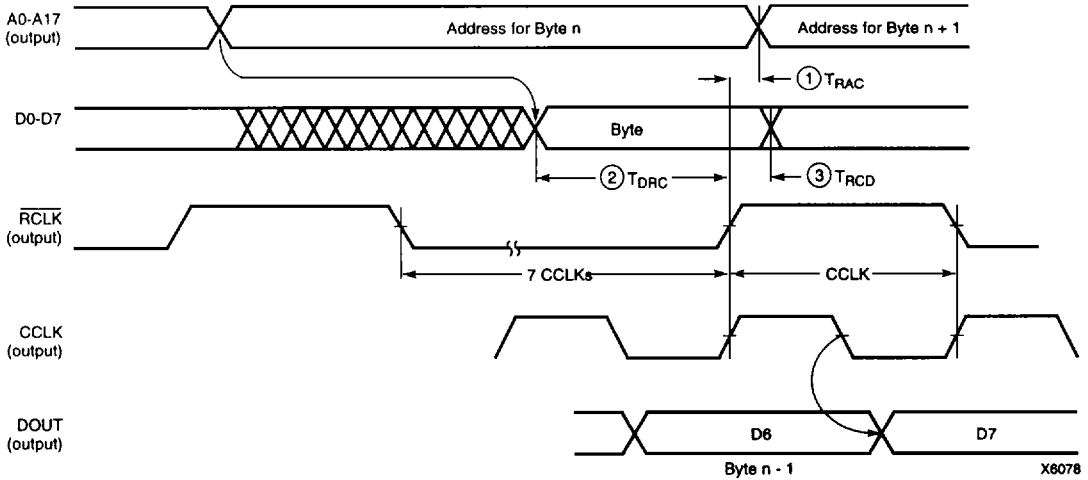 A0-A17
(output)
Address for Byte n
Address for Byte n + 1
1 TRAC
D0-D7
Byte
2 TDRC
3 TRCD
RCLK
(output)
7 CCLKs
CCLK
CCLK
(output)
DOUT
(output)
D6
D7
Byte n - 1
X6078